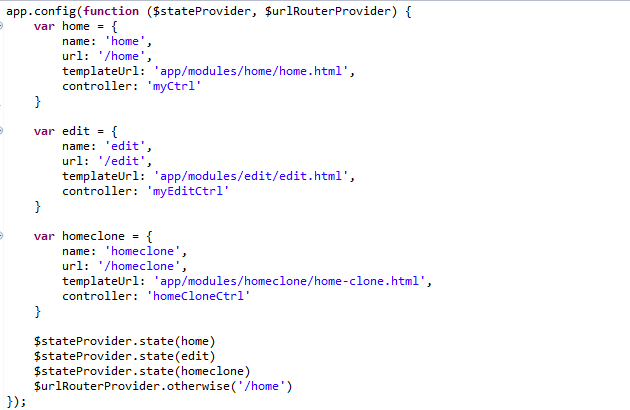 app.config(function ($stateProvider, $urlRouterProvider) {
    var home = {
        name: 'home',
        url: '/home',
        templateUrl: 'app/modules/home/home.html',
        controller: 'myCtrl'
    }

    var edit = {
        name: 'edit',
        url: '/edit',
        templateUrl: 'app/modules/edit/edit.html',
        controller: 'myEditCtrl'
    }

    var homeclone = {
        name: 'homeclone',
        url: '/homeclone',
        templateUrl: 'app/modules/homeclone/home-clone.html',
        controller: 'homeCloneCtrl'
    }

    $stateProvider.state(home)
    $stateProvider.state(edit)
    $stateProvider.state(homeclone)
    $urlRouterProvider.otherwise('/home')
});